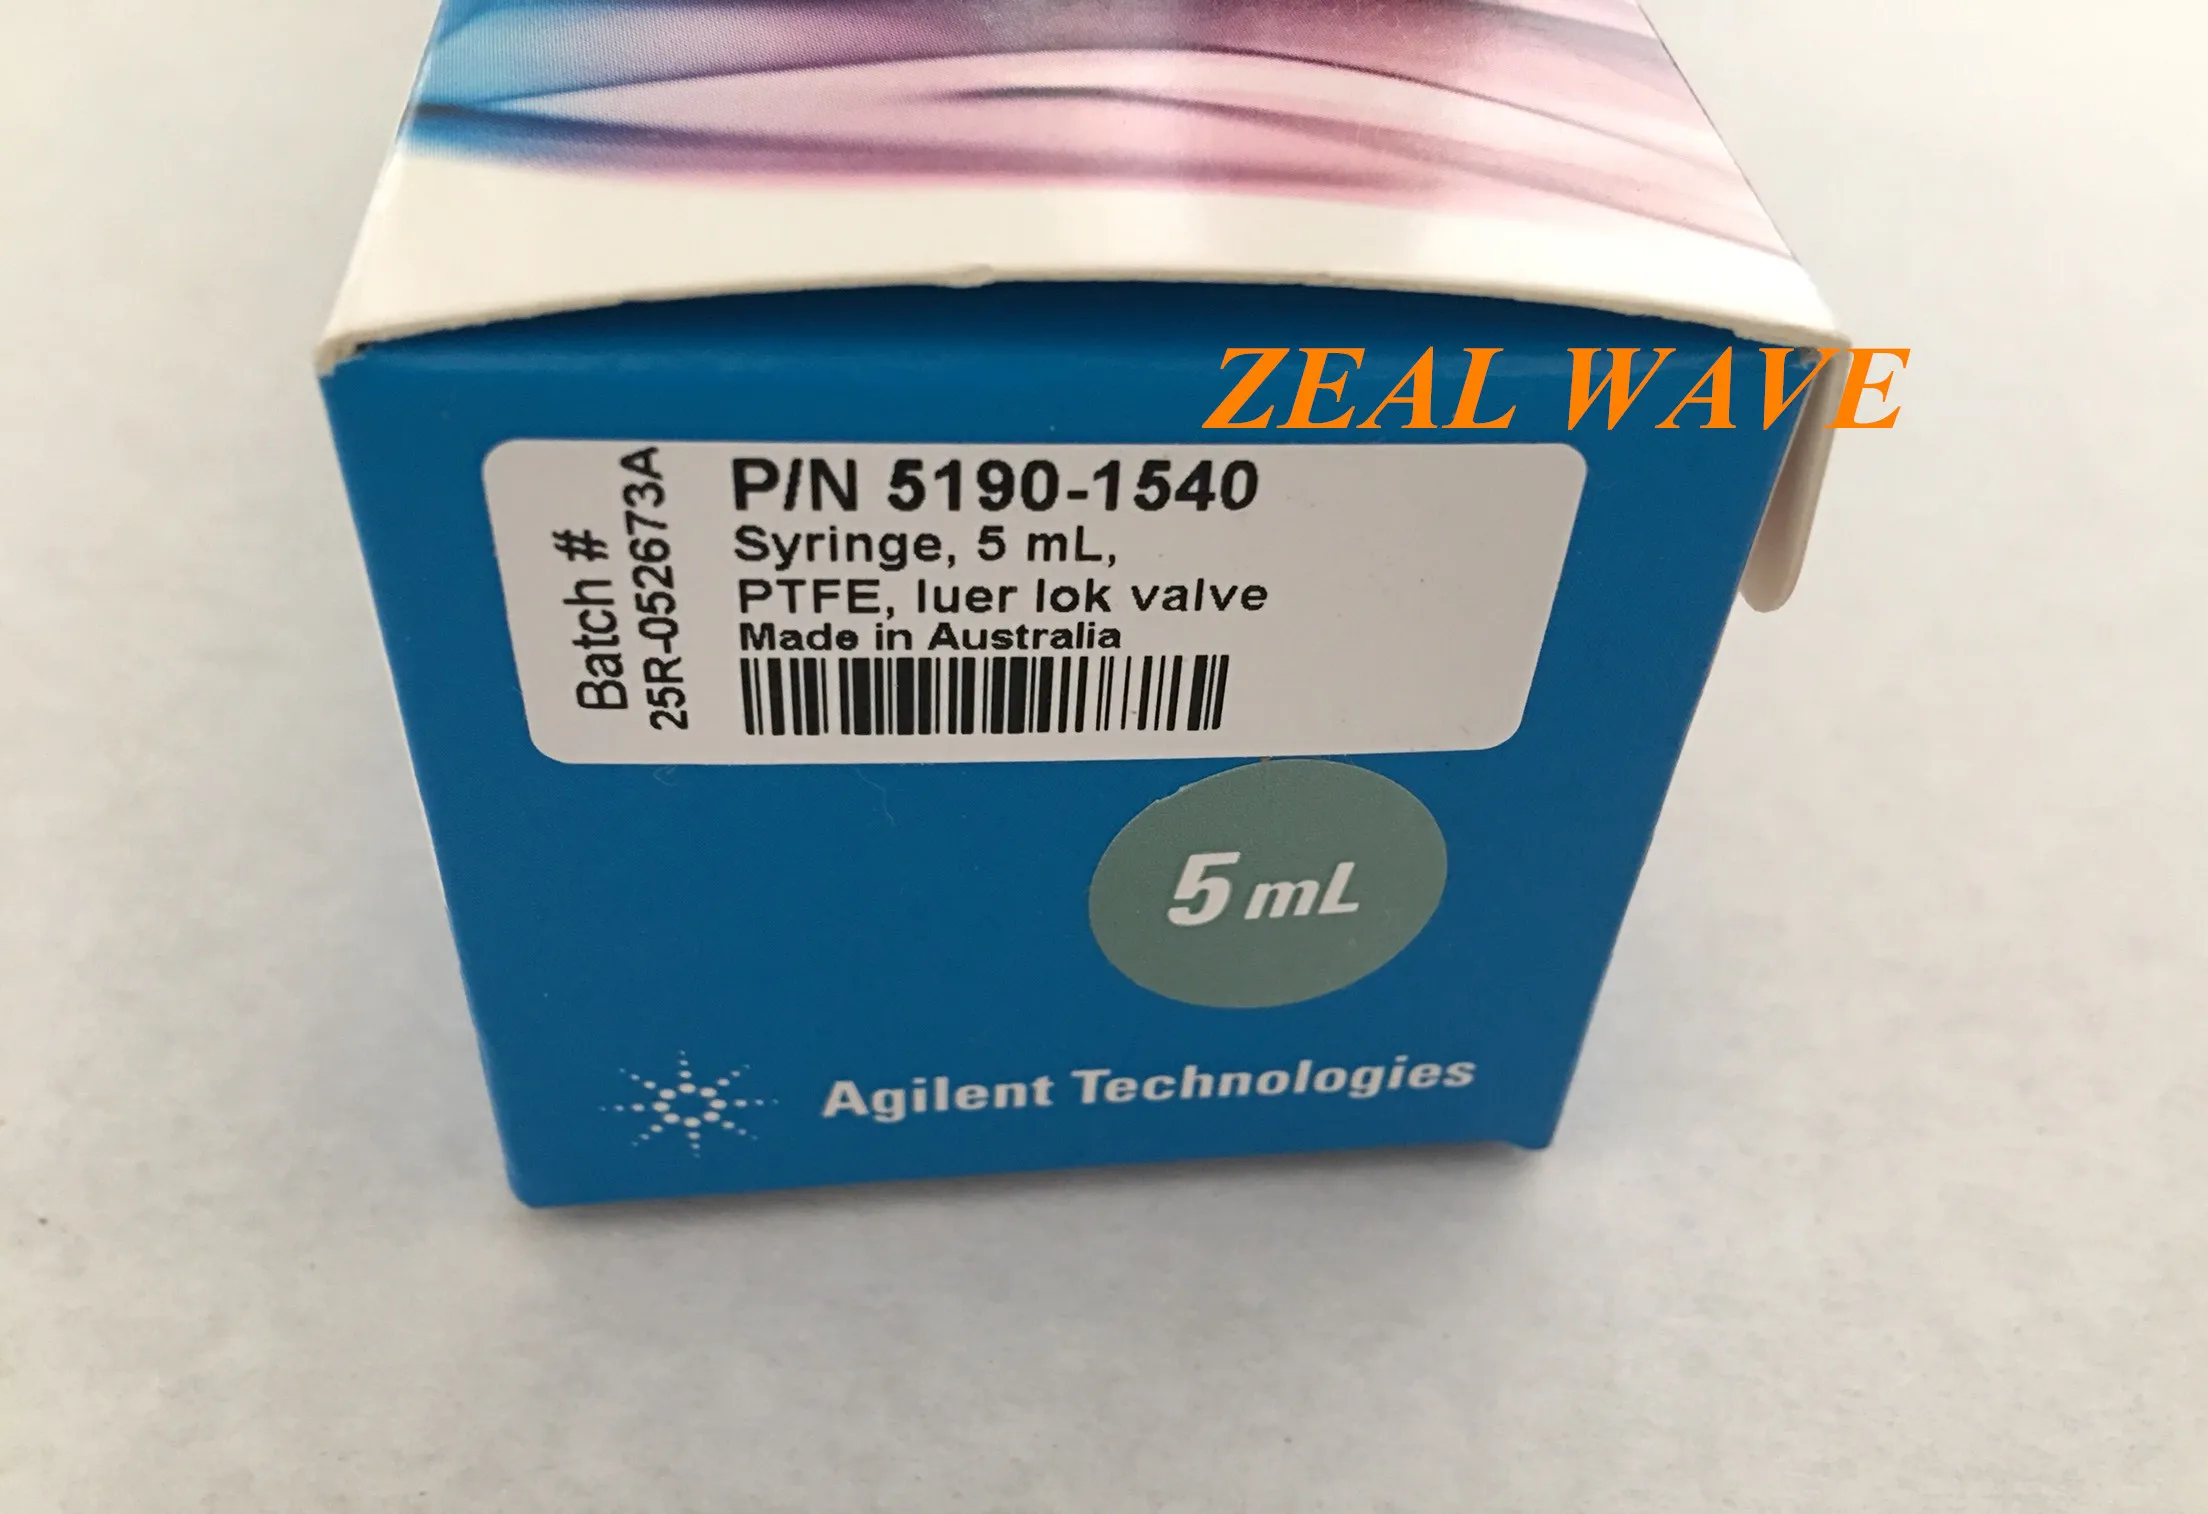 ZEAL WAVE
Batch #
25R-052673A
P/N 5190-1540
Syringe, 5 mL,
PTFE, luer lok valve
Made in Australia
5 mL
Agilent Technologies